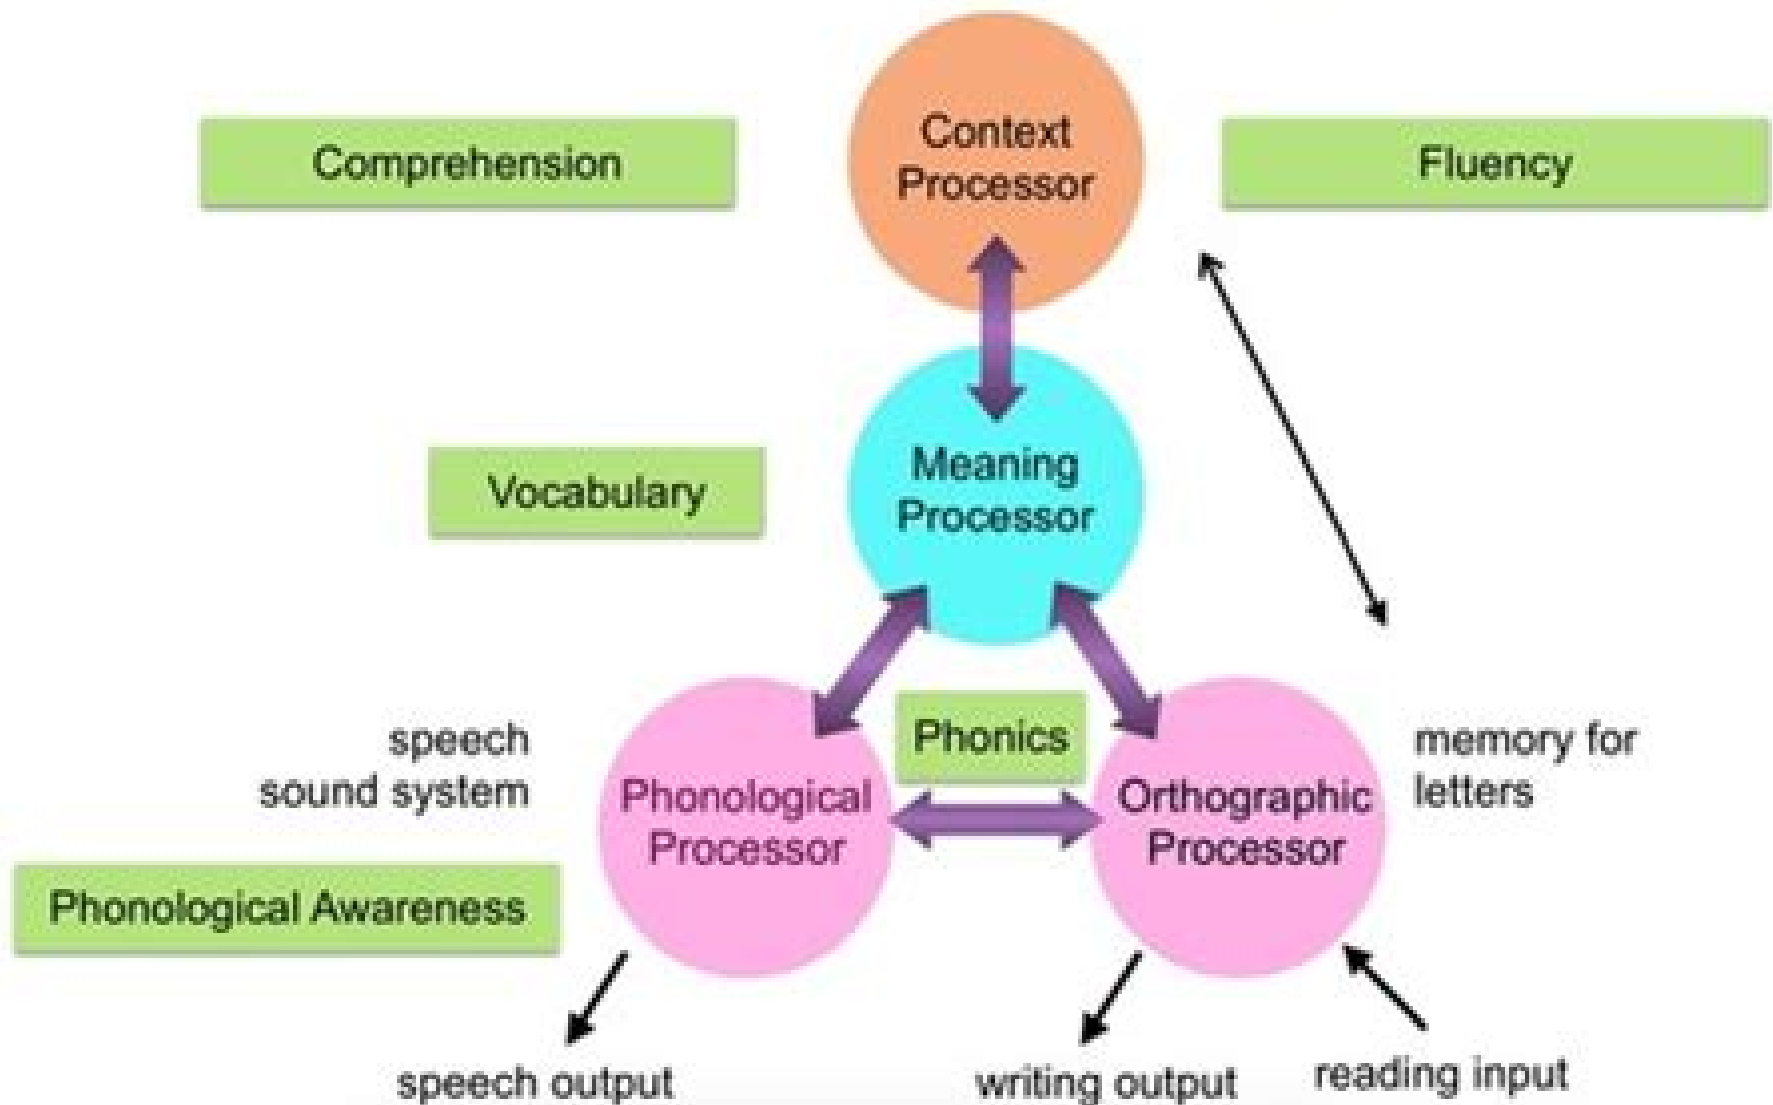 Context
Processor
Comprehension
Fluency
Meaning
Processor
Vocabulary
speech
sound system
Phonics
memory for
letters
Phonological
Processor
Orthographic
Processor
Phonological Awareness
speech output
writing output
reading input